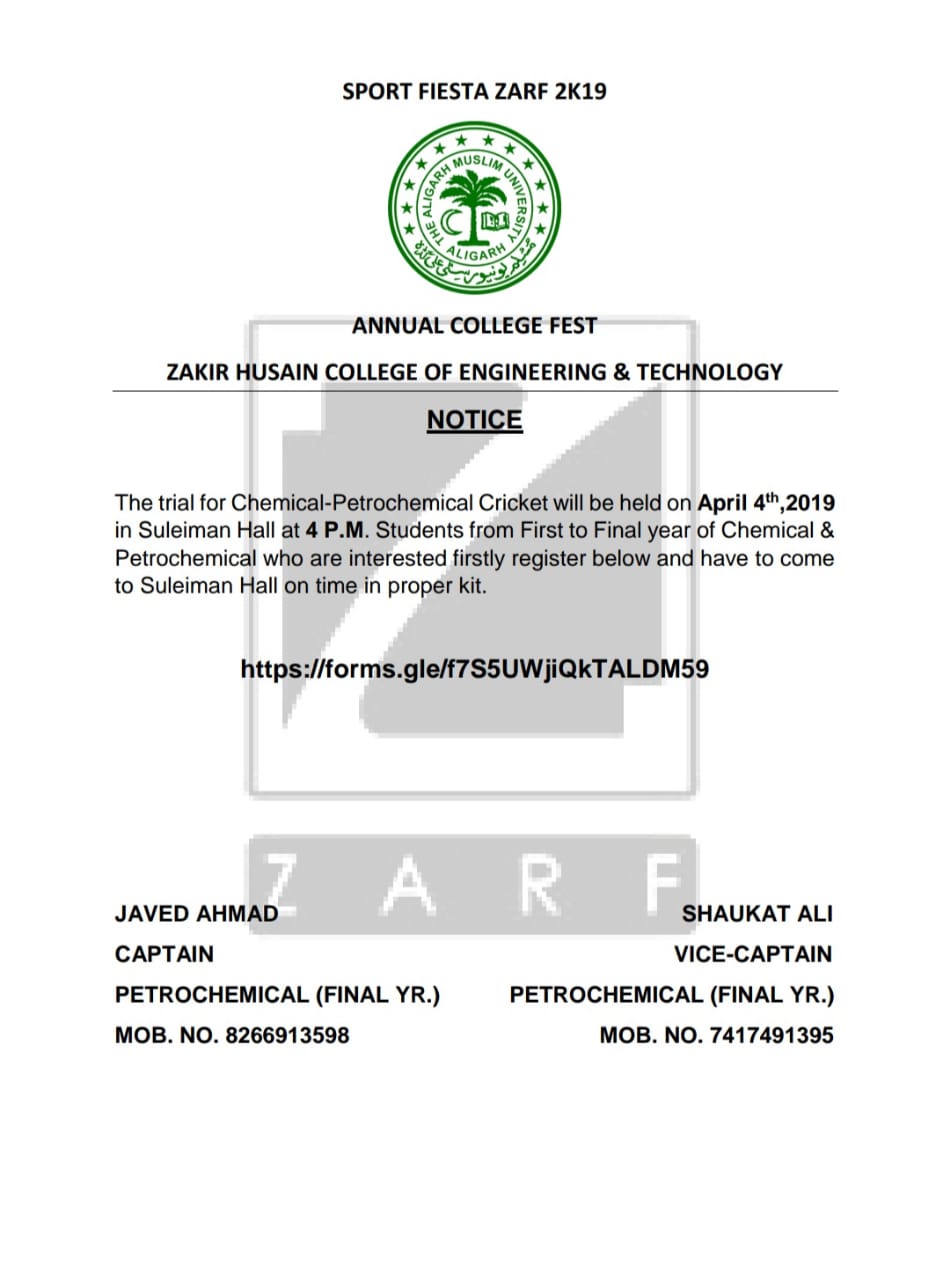 SPORT FIESTA ZARF 2K19
THE ALIGARH MUSLIM UNIVERSITY
ALIGARH
مسلم یونیورسٹی علی گڑھ
ANNUAL COLLEGE FEST
ZAKIR HUSAIN COLLEGE OF ENGINEERING & TECHNOLOGY
NOTICE
The trial for Chemical-Petrochemical Cricket will be held on April 4th,2019
in Suleiman Hall at 4 P.M. Students from First to Final year of Chemical &
Petrochemical who are interested firstly register below and have to come
to Suleiman Hall on time in proper kit.
https://forms.gle/f7S5UWjiQkTALDM59
Z A R F
JAVED AHMAD SHAUKAT ALI
CAPTAIN VICE-CAPTAIN
PETROCHEMICAL (FINAL YR.) PETROCHEMICAL (FINAL YR.)
MOB. NO. 8266913598 MOB. NO. 7417491395